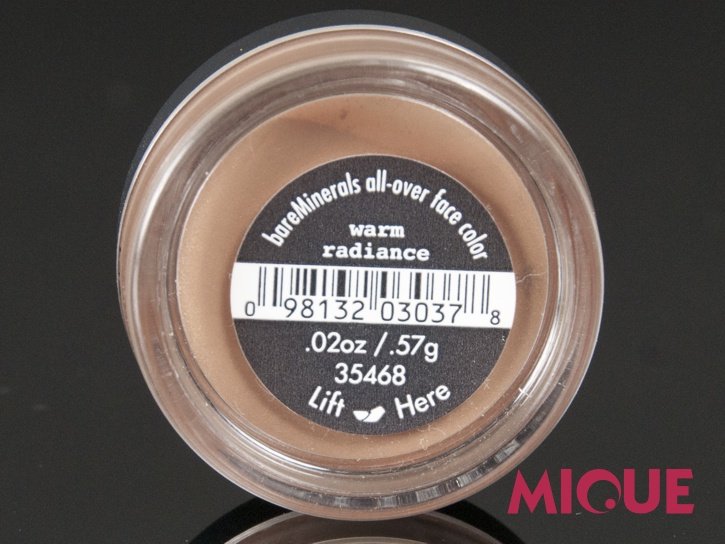 bareMinerals all-over face color
warm
radiance
0 98132 03037 8
.02oz / .57g
35468
Lift Here
MIQUE